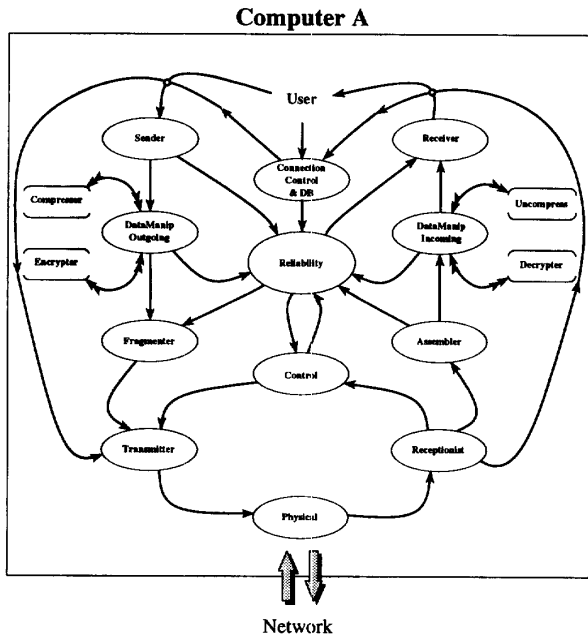 Computer A
User
Sender
Receiver
Connection
Control
& DB
Compressor
Uncompress
DataManip
Outgoing
DataManip
Incoming
Encrypter
Reliability
Decrypter
Fragmenter
Assembler
Control
Transmitter
Receptionist
Physical
Network